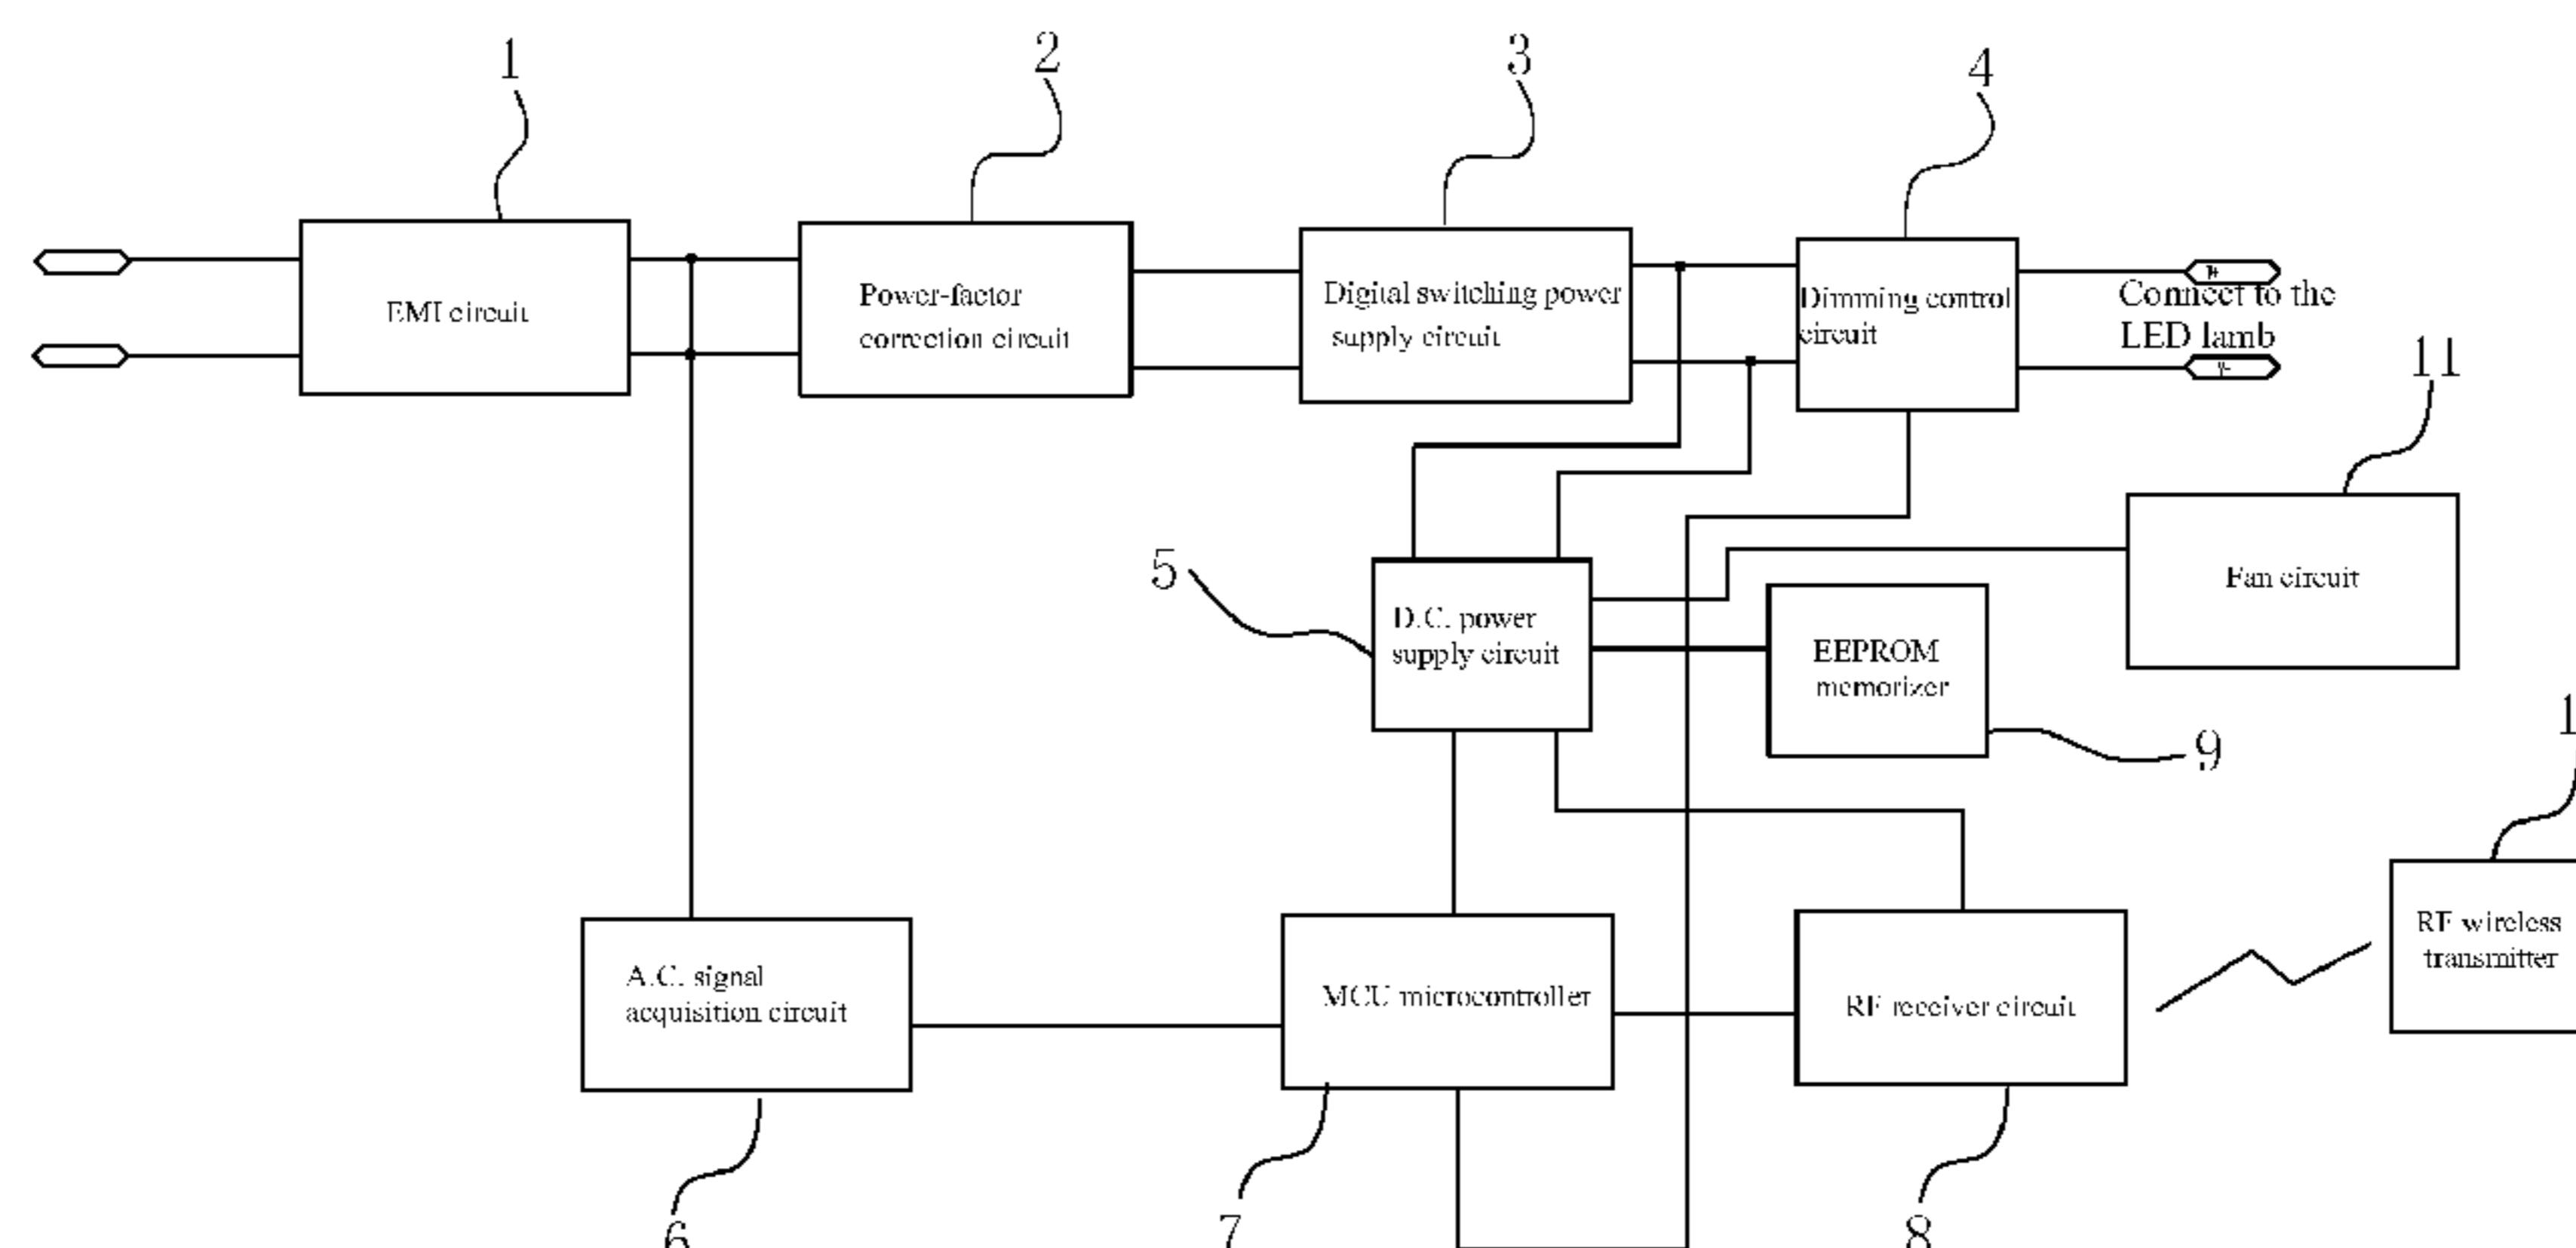 1
2
3
4
EMI circuit
Power-factor
correction circuit
Digital switching power
supply circuit
Dimming control
circuit
Connect to the
LED lamb
11
5
D.C. power
supply circuit
EEPROM
memorizer
Fan circuit
9
1
A.C. signal
acquisition circuit
MCU microcontroller
RF receiver circuit
RF wireless
transmitter
6
7
8